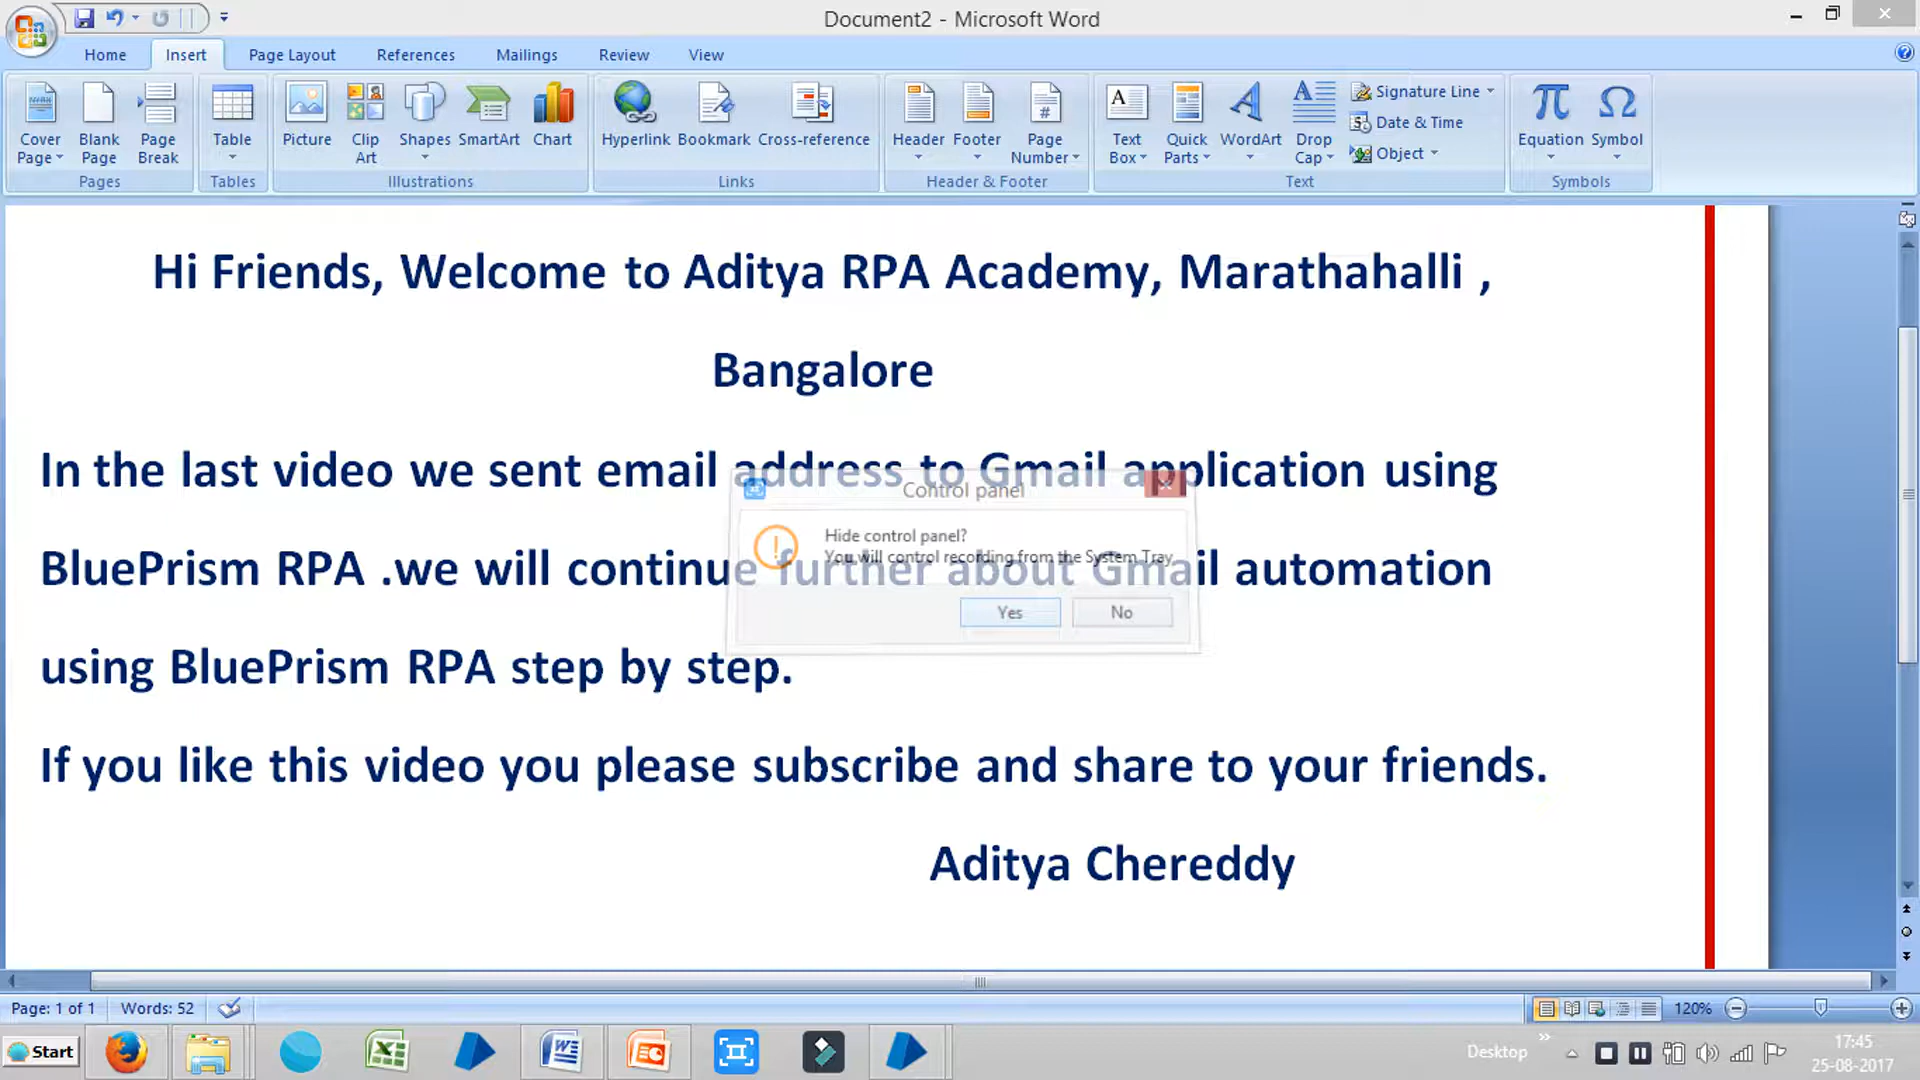 Document2 - Microsoft Word
Home Insert Page Layout References Mailings Review View
Cover Page
Blank Page
Page Break
Pages
Table
Tables
Picture
Clip Art
Shapes
SmartArt
Chart
Illustrations
Hyperlink
Bookmark
Cross-reference
Links
Header
Footer
Page Number
Header & Footer
Text Box
Quick Parts
WordArt
Drop Cap
Signature Line
Date & Time
Object
Text
Equation
Symbol
Symbols
Hi Friends, Welcome to Aditya RPA Academy, Marathahalli ,
Bangalore
In the last video we sent email address to Gmail application using
BluePrism RPA .we will continue further about Gmail automation
using BluePrism RPA step by step.
If you like this video you please subscribe and share to your friends.
Aditya Chereddy
Control panel
Hide control panel?
You will control recording from the System Tray
Yes No
Page: 1 of 1 Words: 52
120%
Start
Desktop
17:45
25-08-2017